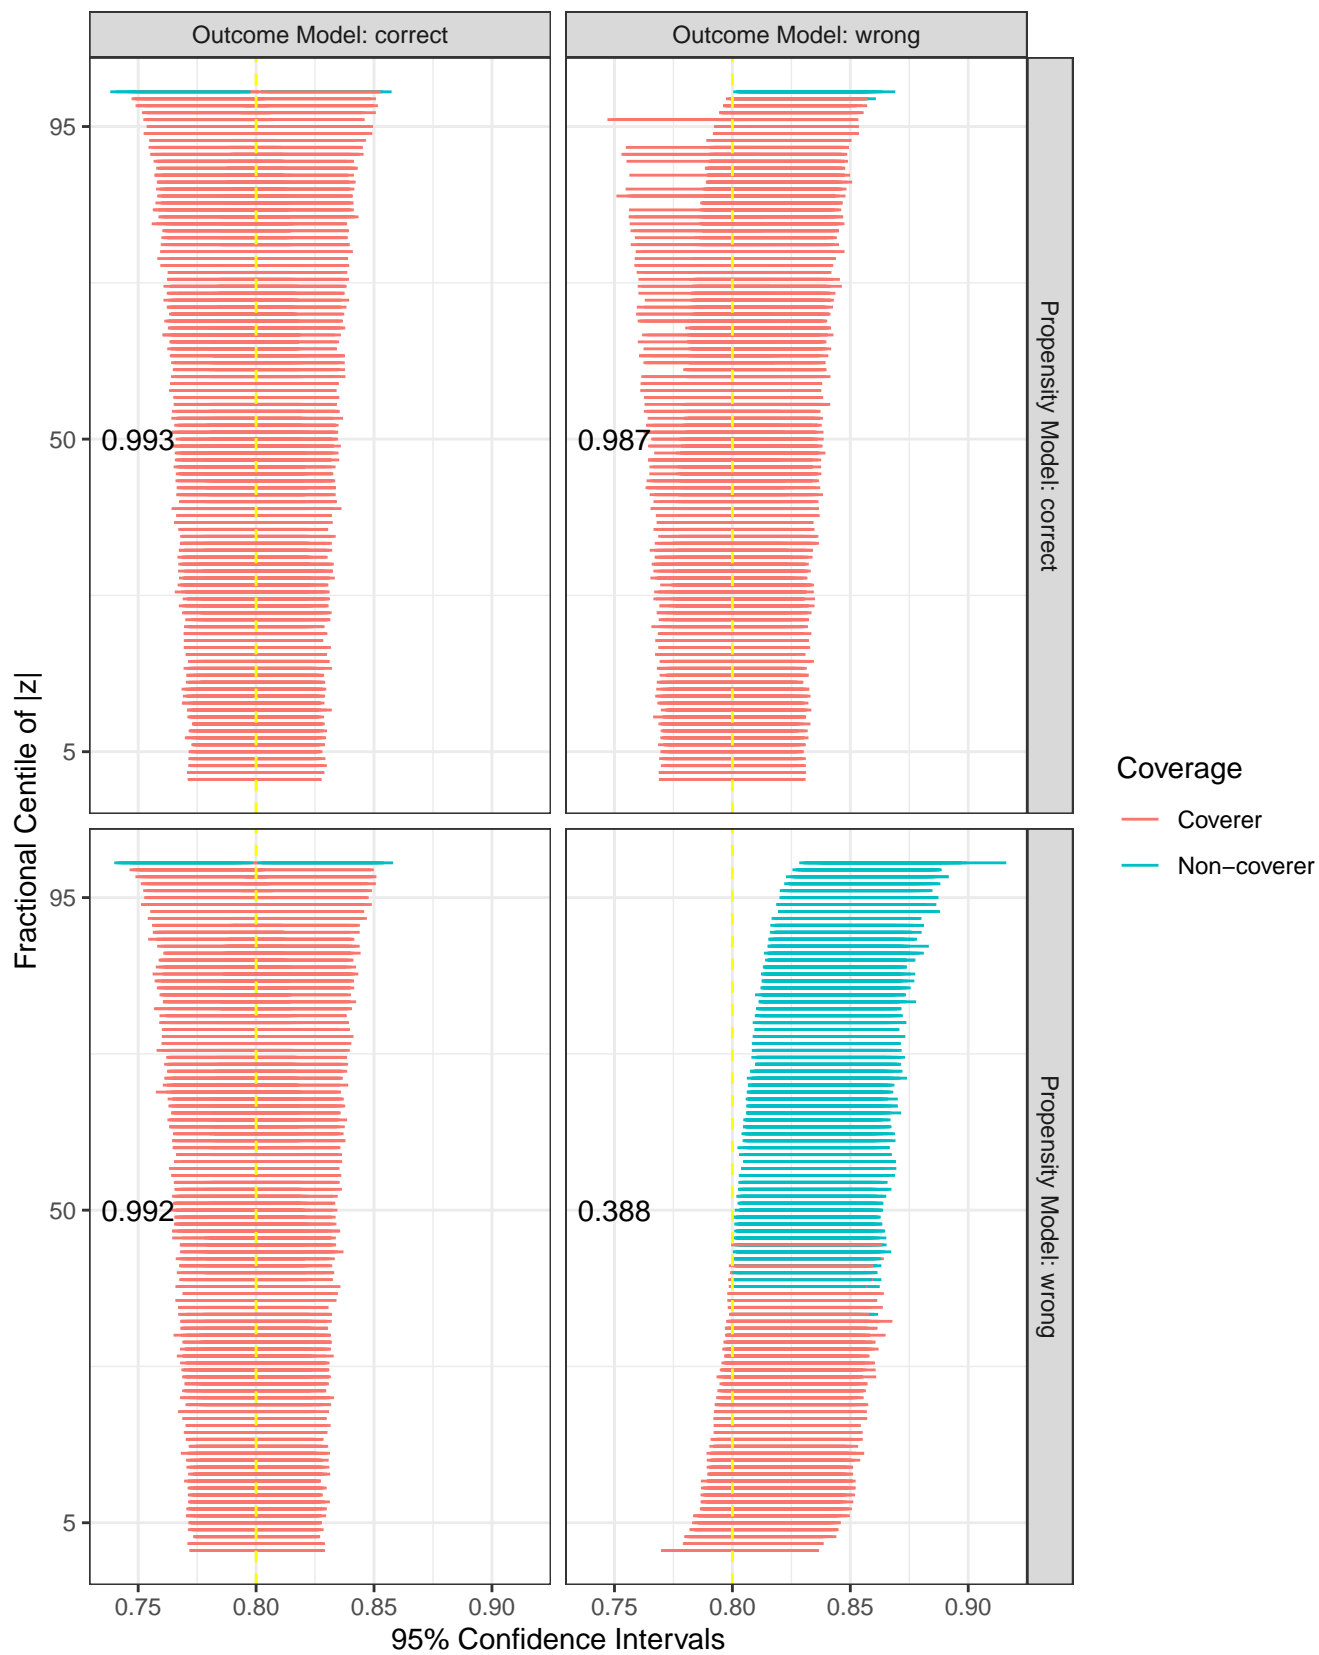 Outcome Model: correct
Outcome Model: wrong
95
50
5
0.993
0.987
Propensity Model: correct
Fractional Centile of |z|
95
50
5
0.992
0.388
Propensity Model: wrong
0.75
0.80
0.85
0.90
0.75
0.80
0.85
0.90
95% Confidence Intervals
Coverage
Coverer
Non−coverer